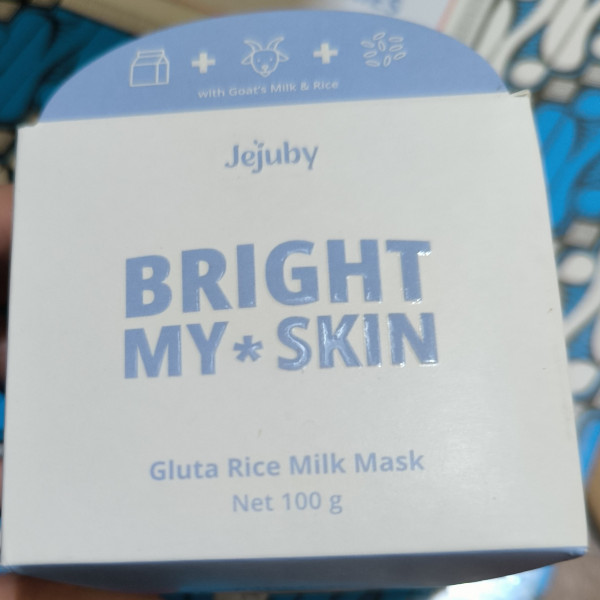 with Goat's Milk & Rice
Jejuby
BRIGHT
MY* SKIN
Gluta Rice Milk Mask
Net 100 g